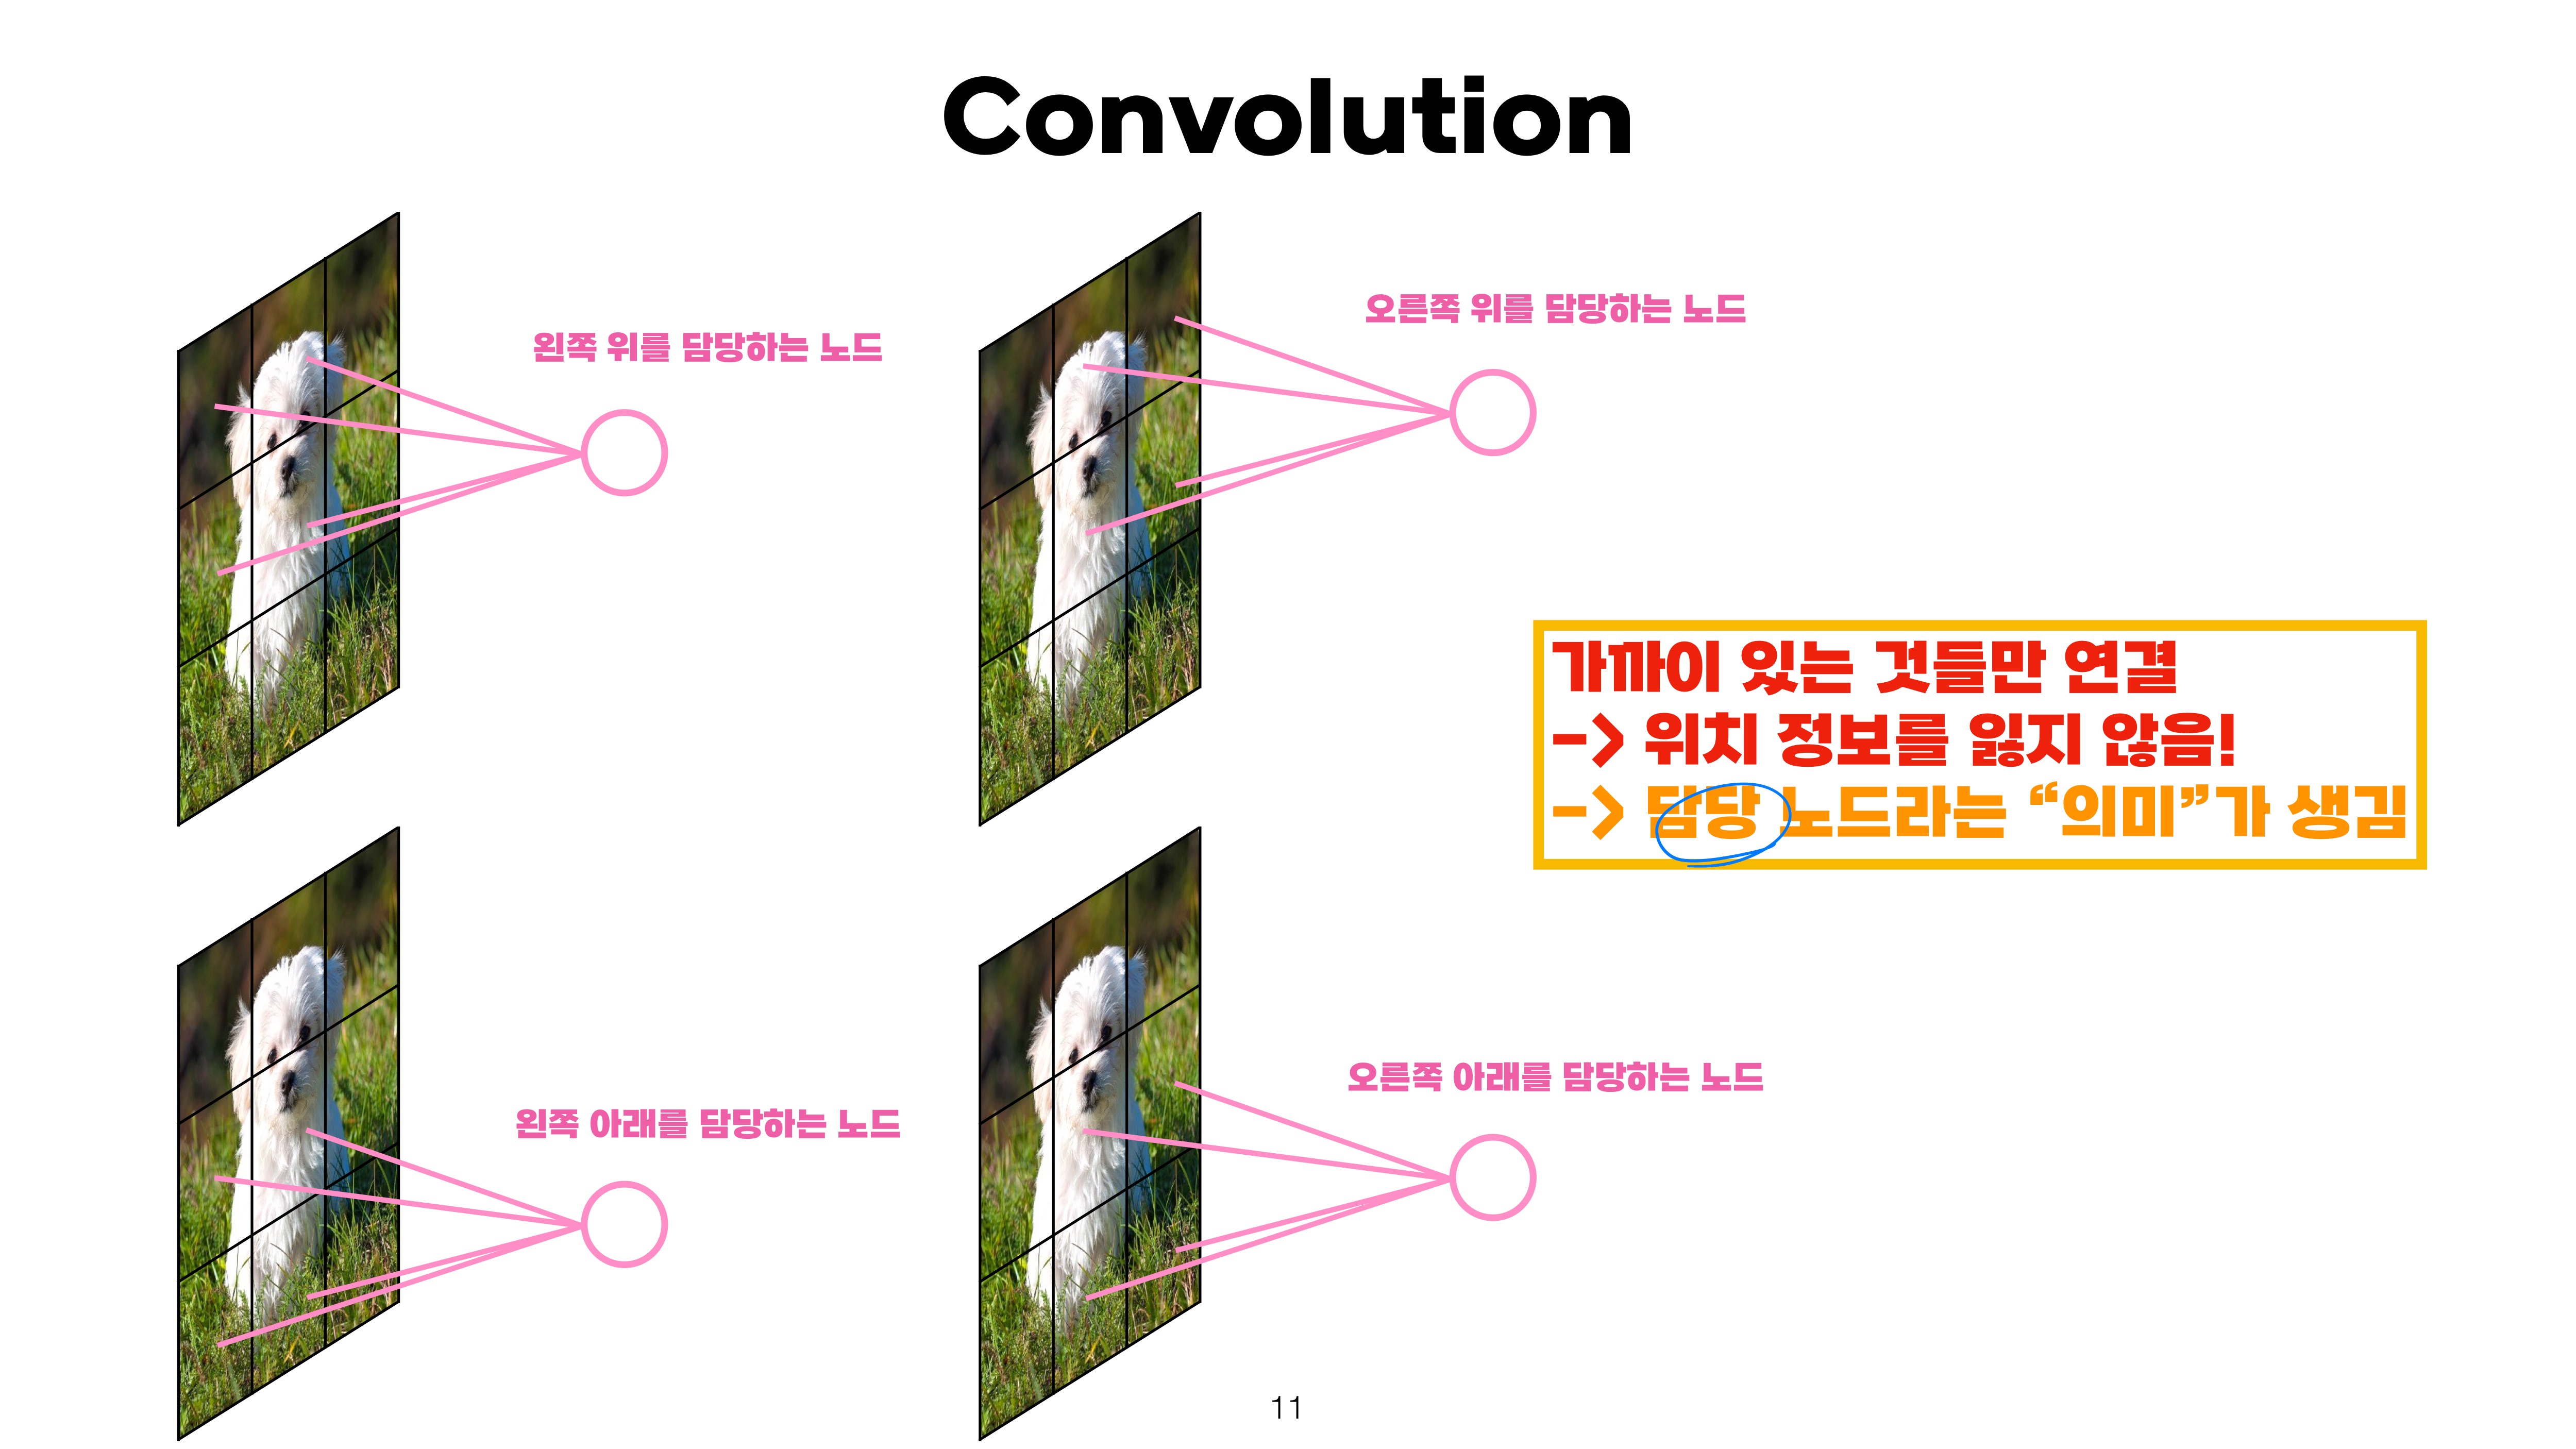 Convolution
왼쪽 위를 담당하는 노드
오른쪽 위를 담당하는 노드
가까이 있는 것들만 연결
-> 위치 정보를 잃지 않음!
-> 담당 노드라는 “의미”가 생김
왼쪽 아래를 담당하는 노드
오른쪽 아래를 담당하는 노드
11